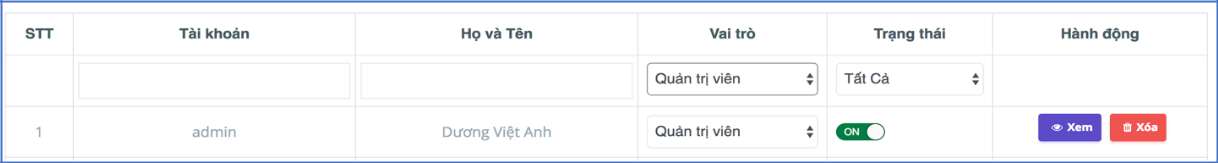 STT Tài khoản Họ và Tên Vai trò Trạng thái Hành động
Quản trị viên Tất Cả
1 admin Dương Việt Anh Quản trị viên ON Xem Xóa